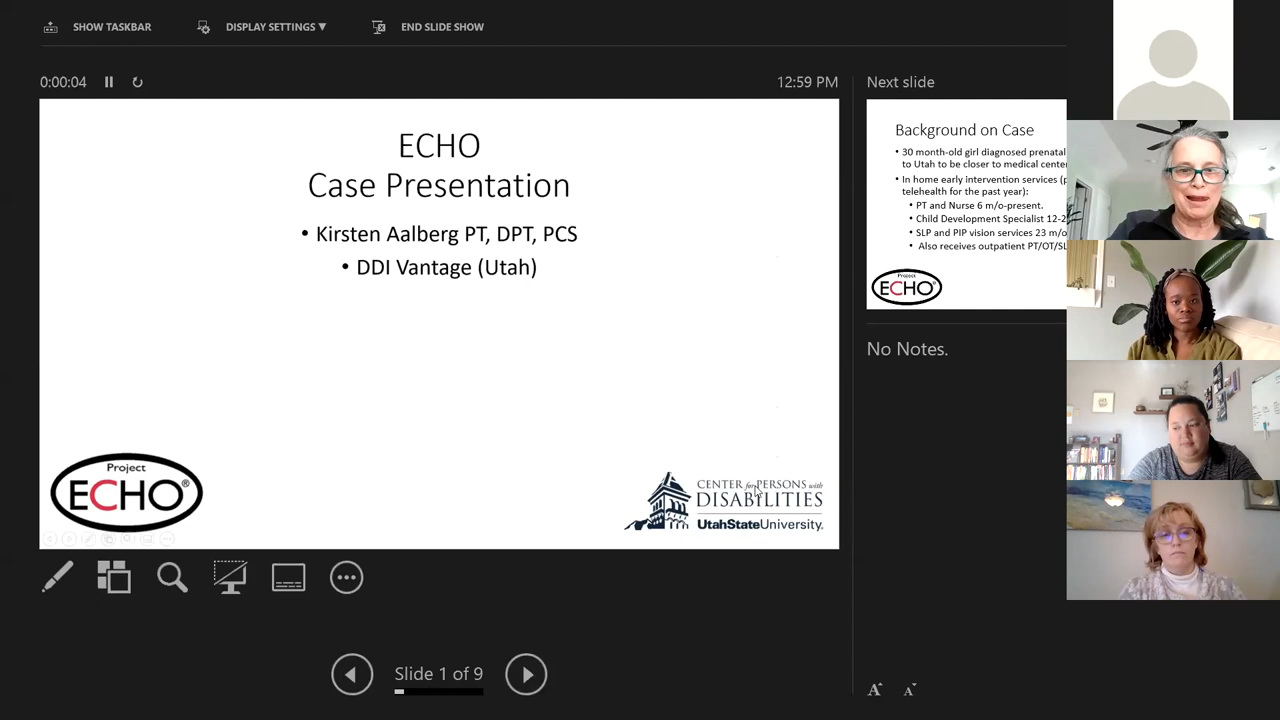 SHOW TASKBAR
DISPLAY SETTINGS ▼
END SLIDE SHOW
0:00:04
12:59 PM
Next slide
ECHO
Case Presentation
• Kirsten Aalberg PT, DPT, PCS
• DDI Vantage (Utah)
Project
ECHO®
CENTER for PERSONS with
DISABILITIES
UtahStateUniversity.
Background on Case
• 30 month-old girl diagnosed prenatal
to Utah to be closer to medical cente
• In home early intervention services (p
telehealth for the past year):
• PT and Nurse 6 m/o-present.
• Child Development Specialist 12-2
• SLP and PIP vision services 23 m/o
• Also receives outpatient PT/OT/SL
Project
ECHO®
No Notes.
Slide 1 of 9
A A